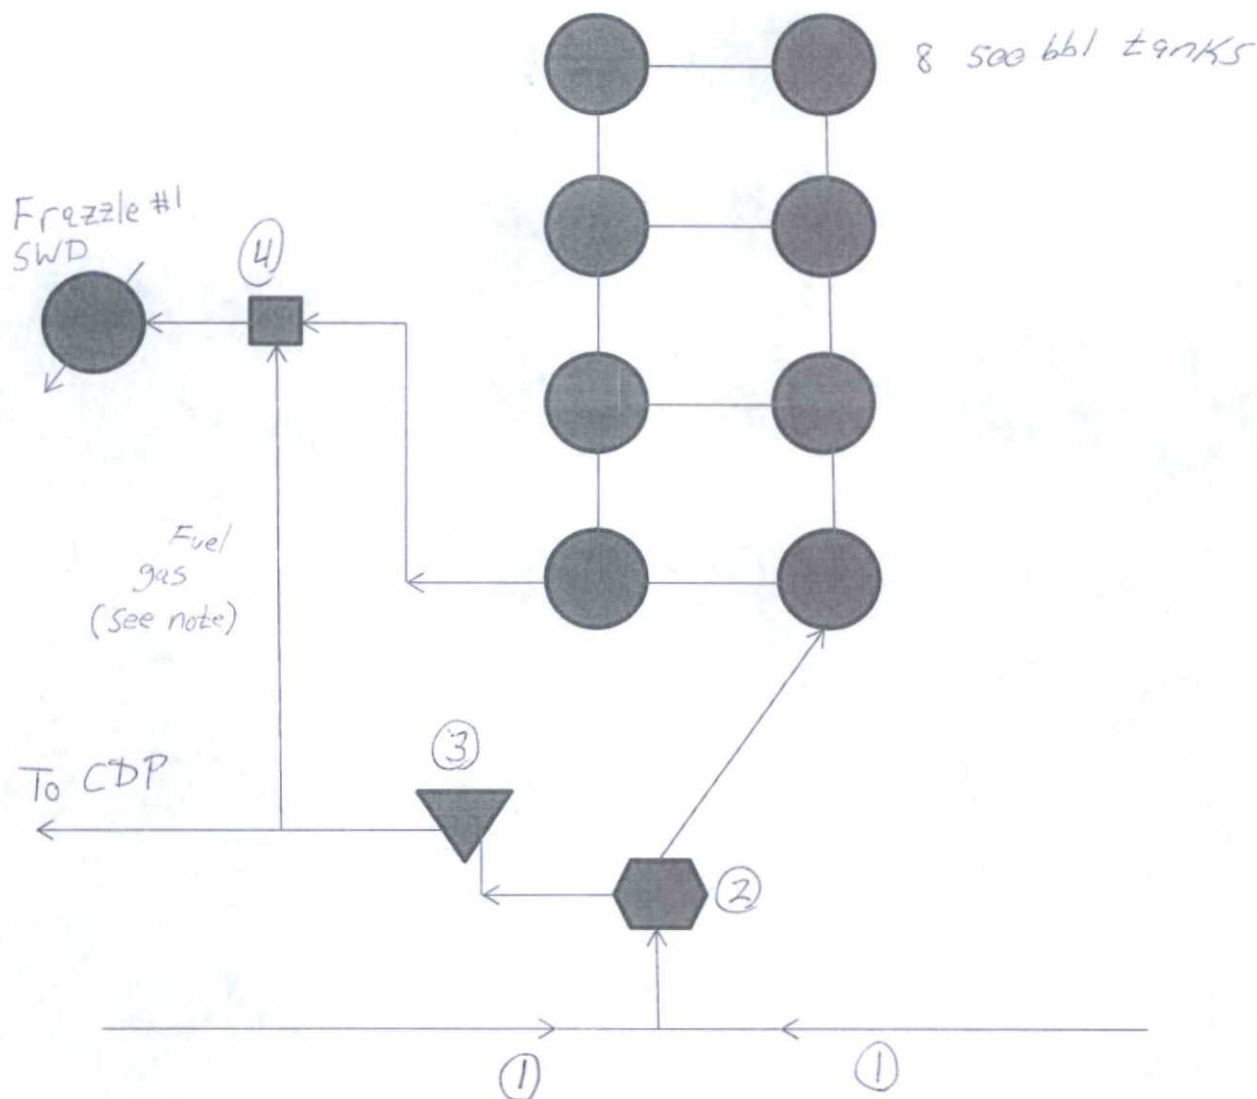 8 500 bbl tanks
Frazzle #1
SWD
④
Fuel
gas
(see note)
③
To CDP
②
①
①